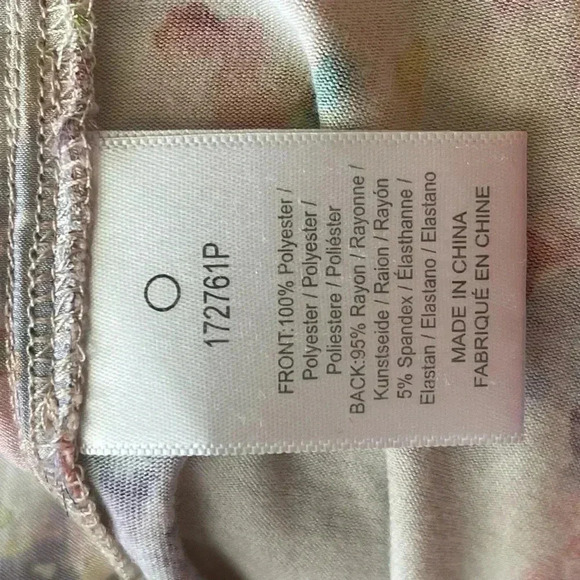 172761P
FRONT:100% Polyester /
Polyester / Polyester /
Poliestere / Poliéster
BACK:95% Rayon / Rayonne /
Kunstseide / Raion / Rayón
5% Spandex / Élasthanne /
Elastan / Elastano / Elastano
MADE IN CHINA
FABRIQUÉ EN CHINE